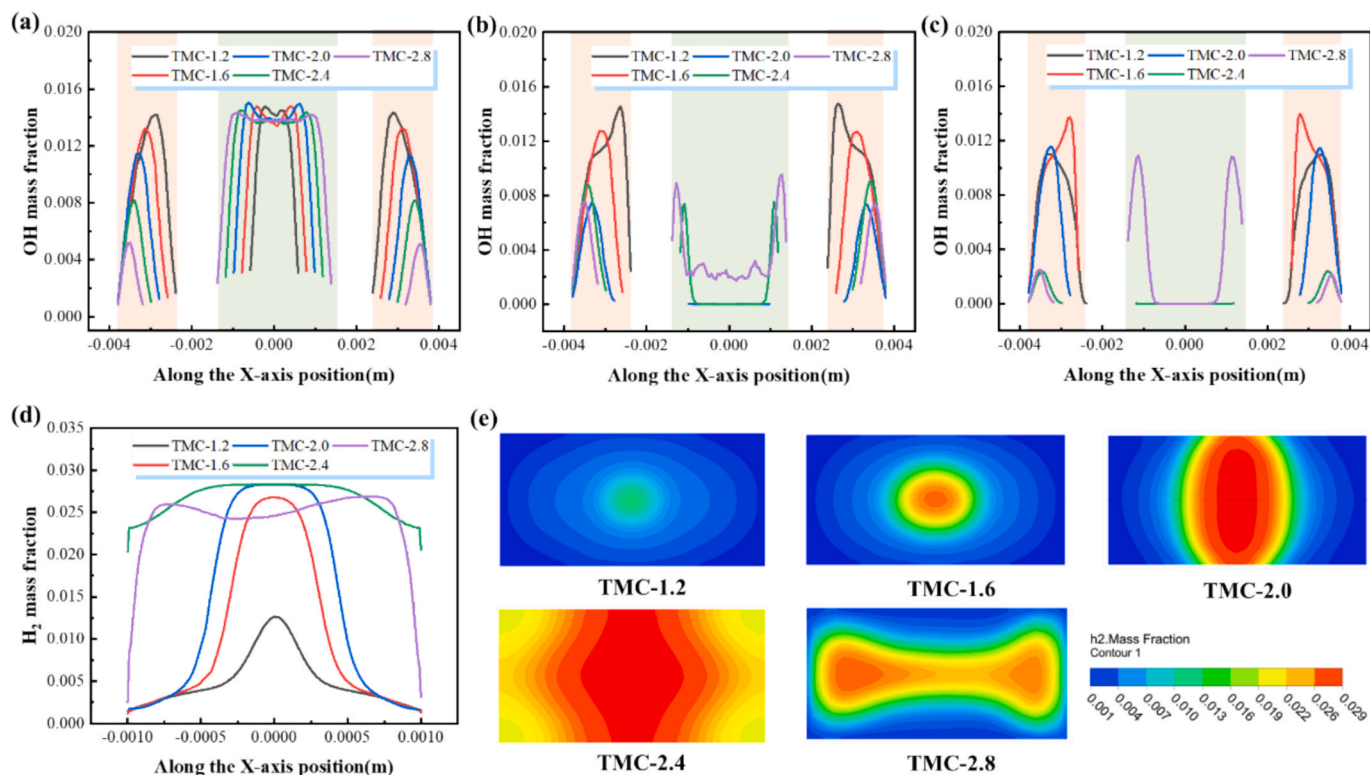 (a)
0.020
0.016
0.012
0.008
0.004
0.000
OH mass fraction
TMC-1.2 TMC-2.0 TMC-2.8
TMC-1.6 TMC-2.4
-0.004 -0.002 0.000 0.002 0.004
Along the X-axis position(m)
(b)
0.020
0.016
0.012
0.008
0.004
0.000
OH mass fraction
TMC-1.2 TMC-2.0 TMC-2.8
TMC-1.6 TMC-2.4
-0.004 -0.002 0.000 0.002 0.004
Along the X-axis position(m)
(c)
0.020
0.016
0.012
0.008
0.004
0.000
OH mass fraction
TMC-1.2 TMC-2.0 TMC-2.8
TMC-1.6 TMC-2.4
-0.004 -0.002 0.000 0.002 0.004
Along the X-axis position(m)
(d)
0.035
0.030
0.025
0.020
0.015
0.010
0.005
0.000
H₂ mass fraction
TMC-1.2 TMC-2.0 TMC-2.8
TMC-1.6 TMC-2.4
-0.0010 -0.0005 0.0000 0.0005 0.0010
Along the X-axis position(m)
(e)
TMC-1.2 TMC-1.6 TMC-2.0
TMC-2.4 TMC-2.8
h2.Mass Fraction
Contour 1
0.001 0.004 0.007 0.010 0.013 0.016 0.019 0.022 0.026 0.029